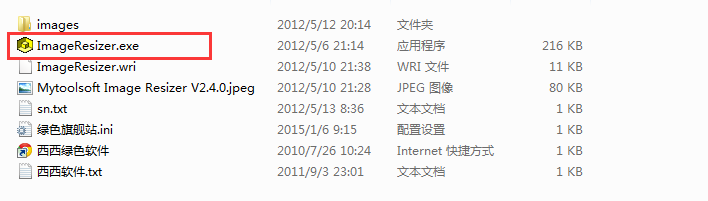 images 2012/5/12 20:14 文件夹
ImageResizer.exe 2012/5/6 21:14 应用程序 216 KB
ImageResizer.wri 2012/5/10 21:38 WRI 文件 11 KB
Mytoolsoft Image Resizer V2.4.0.jpeg 2012/5/10 21:28 JPEG 图像 80 KB
sn.txt 2012/5/13 8:36 文本文档 1 KB
绿色旗舰站.ini 2015/1/6 9:15 配置设置 1 KB
西西绿色软件 2010/7/26 10:24 Internet 快捷方式 1 KB
西西软件.txt 2011/9/3 23:01 文本文档 1 KB